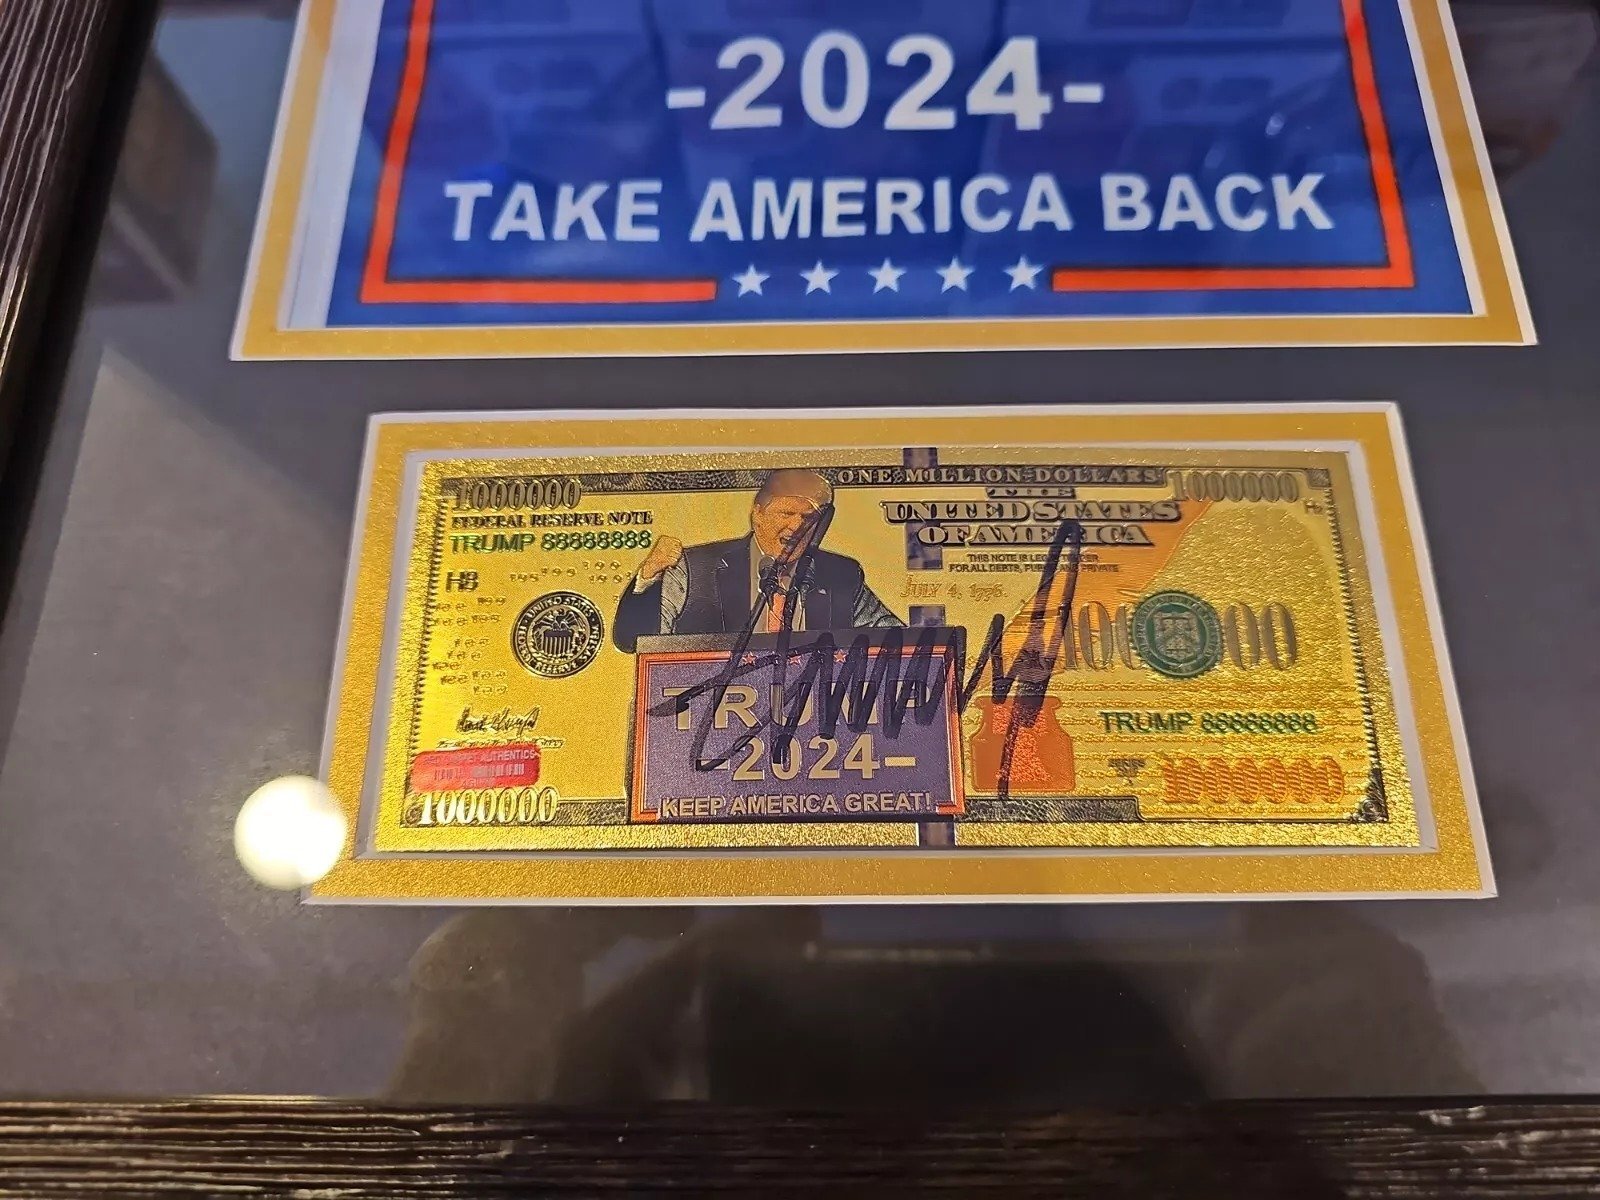 -2024-
TAKE AMERICA BACK
ONE MILLION DOLLARS
1000000
1000000
FEDERAL RESERVE NOTE
TRUMP 88888888
THE
UNITED STATES
OF AMERICA
THIS NOTE IS LEGAL TENDER
FOR ALL DEBTS, PUBLIC AND PRIVATE
JULY 4, 1776.
H8
TRUMP
-2024-
KEEP AMERICA GREAT!
TRUMP 88888888
AUTHENTICS
1000000
1000000